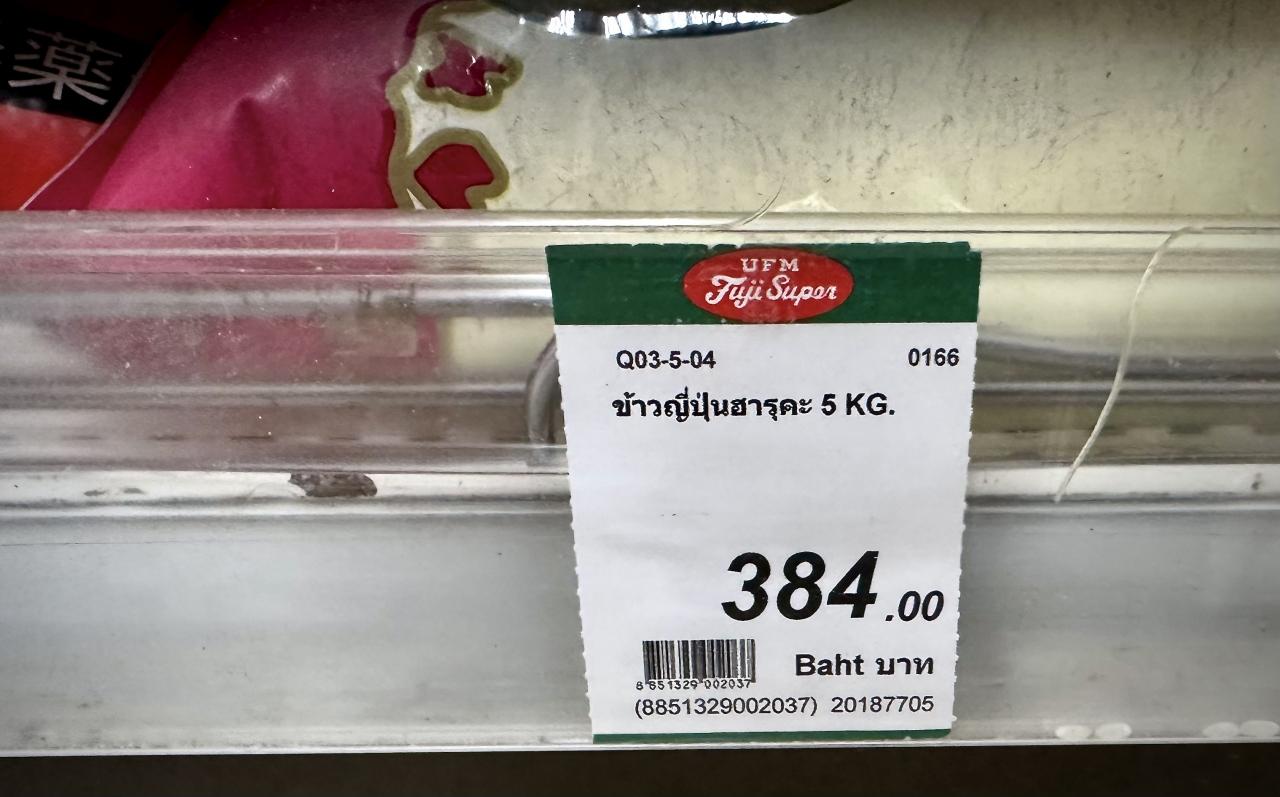 薬
UFM
Fuji Super
Q03-5-04 0166
ข้าวญี่ปุ่นฮารุคะ 5 KG.
384.00
Baht บาท
8 851329 002037
(8851329002037) 20187705